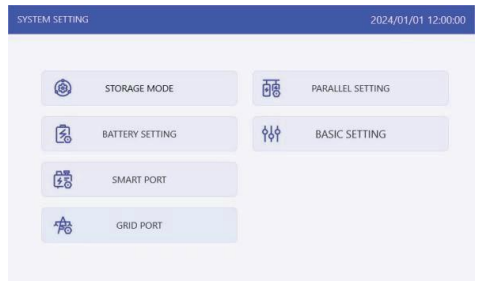 SYSTEM SETTING 2024/01/01 12:00:00
STORAGE MODE PARALLEL SETTING
BATTERY SETTING BASIC SETTING
SMART PORT
GRID PORT